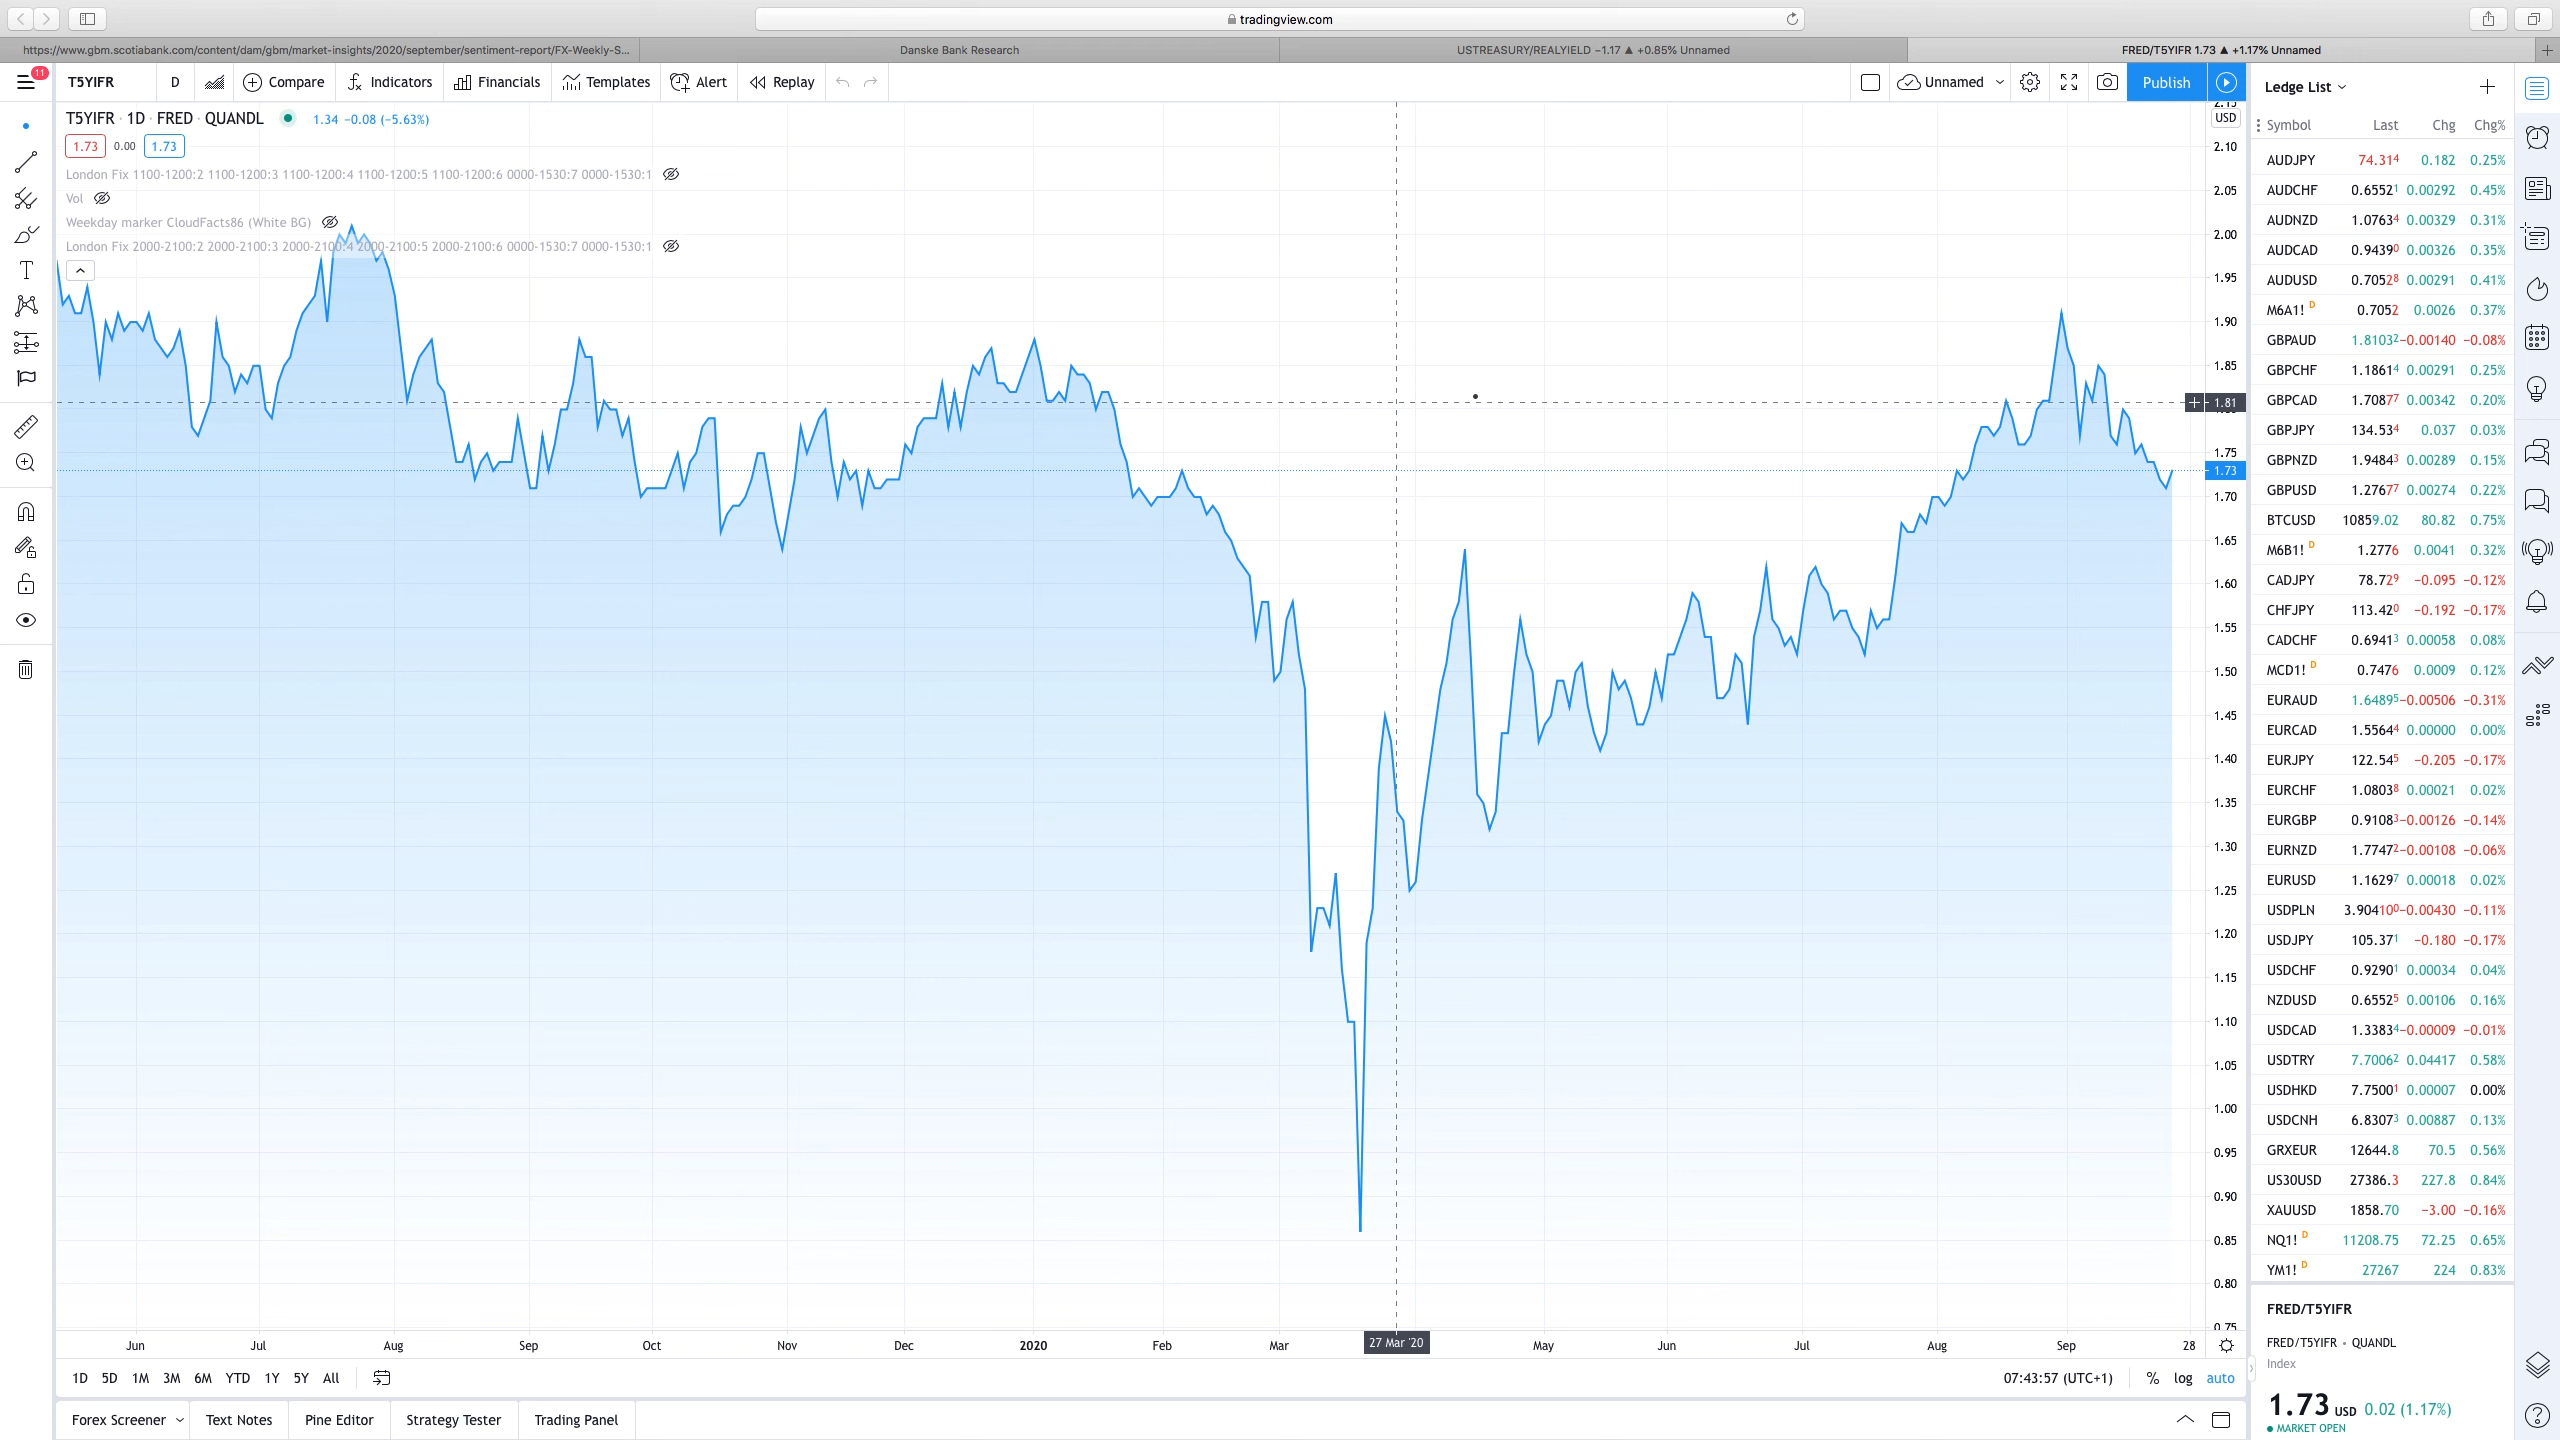 tradingview.com
https://www.gbm.scotiabank.com/content/dam/gbm/market-insights/2020/september/sentiment-report/FX-Weekly-S...
Danske Bank Research
USTREASURY/REALYIELD −1.17 ▲ +0.85% Unnamed
FRED/T5YIFR 1.73 ▲ +1.17% Unnamed
11
T5YIFR
D
Compare
Indicators
Financials
Templates
Alert
Replay
Unnamed
Publish
T5YIFR · 1D · FRED · QUANDL
1.34 −0.08 (−5.63%)
1.73 0.00 1.73
London Fix 1100-1200:2 1100-1200:3 1100-1200:4 1100-1200:5 1100-1200:6 0000-1530:7 0000-1530:1
Vol
Weekday marker CloudFacts86 (White BG)
London Fix 2000-2100:2 2000-2100:3 2000-2100:4 2000-2100:5 2000-2100:6 0000-1530:7 0000-1530:1
2.15
USD
2.10
2.05
2.00
1.95
1.90
1.85
1.81
1.75
1.73
1.70
1.65
1.60
1.55
1.50
1.45
1.40
1.35
1.30
1.25
1.20
1.15
1.10
1.05
1.00
0.95
0.90
0.85
0.80
0.75
Jun Jul Aug Sep Oct Nov Dec 2020 Feb Mar 27 Mar '20 May Jun Jul Aug Sep 28
1D 5D 1M 3M 6M YTD 1Y 5Y All
07:43:57 (UTC+1) % log auto
Forex Screener
Text Notes
Pine Editor
Strategy Tester
Trading Panel
Ledge List
Symbol Last Chg Chg%
AUDJPY 74.314 0.182 0.25%
AUDCHF 0.65521 0.00292 0.45%
AUDNZD 1.07634 0.00329 0.31%
AUDCAD 0.94390 0.00326 0.35%
AUDUSD 0.70528 0.00291 0.41%
M6A1! D 0.7052 0.0026 0.37%
GBPAUD 1.81032 −0.00140 −0.08%
GBPCHF 1.18614 0.00291 0.25%
GBPCAD 1.70877 0.00342 0.20%
GBPJPY 134.534 0.037 0.03%
GBPNZD 1.94843 0.00289 0.15%
GBPUSD 1.27677 0.00274 0.22%
BTCUSD 10859.02 80.82 0.75%
M6B1! D 1.2776 0.0041 0.32%
CADJPY 78.729 −0.095 −0.12%
CHFJPY 113.420 −0.192 −0.17%
CADCHF 0.69413 0.00058 0.08%
MCD1! D 0.7476 0.0009 0.12%
EURAUD 1.64895 −0.00506 −0.31%
EURCAD 1.55644 0.00000 0.00%
EURJPY 122.545 −0.205 −0.17%
EURCHF 1.08038 0.00021 0.02%
EURGBP 0.91083 −0.00126 −0.14%
EURNZD 1.77472 −0.00108 −0.06%
EURUSD 1.16297 0.00018 0.02%
USDPLN 3.904100 −0.00430 −0.11%
USDJPY 105.371 −0.180 −0.17%
USDCHF 0.92901 0.00034 0.04%
NZDUSD 0.65525 0.00106 0.16%
USDCAD 1.33834 −0.00009 −0.01%
USDTRY 7.70062 0.04417 0.58%
USDHKD 7.75001 0.00007 0.00%
USDCNH 6.83073 0.00887 0.13%
GRXEUR 12644.8 70.5 0.56%
US30USD 27386.3 227.8 0.84%
XAUUSD 1858.70 −3.00 −0.16%
NQ1! D 11208.75 72.25 0.65%
YM1! D 27267 224 0.83%
FRED/T5YIFR
FRED/T5YIFR • QUANDL
Index
1.73 USD 0.02 (1.17%)
● MARKET OPEN